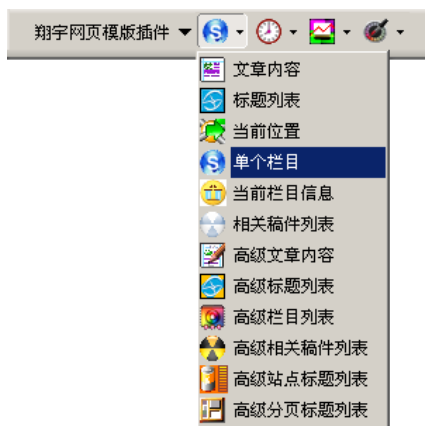 翔宇网页模版插件
文章内容
标题列表
当前位置
单个栏目
当前栏目信息
相关稿件列表
高级文章内容
高级标题列表
高级栏目列表
高级相关稿件列表
高级站点标题列表
高级分页标题列表